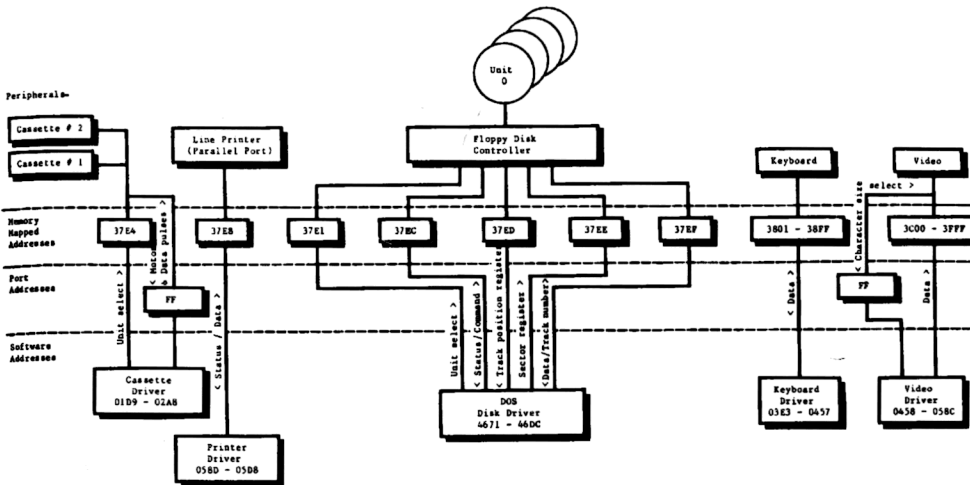 Unit
0
Peripherals—
Cassette # 2
Cassette # 1
Line Printer
(Parallel Port)
Floppy Disk
Controller
Keyboard
Video
Memory
Mapped
Addresses
37E4
37E8
37E1
37EC
37ED
37EE
37EF
3801 - 38FF
3C00 - 3FFF
Port
Addresses
FF
FF
Software
Addresses
Unit select >
Data pulses >
< Status / Data >
Unit select >
< Status/Command >
< Track position register
Sector register >
<Data/Track number>
< Data >
< Character size
select >
Data >
Cassette
Driver
01D9 - 02A8
Printer
Driver
058D - 05D8
DOS
Disk Driver
4671 - 46DC
Keyboard
Driver
03E3 - 0457
Video
Driver
0458 - 058C